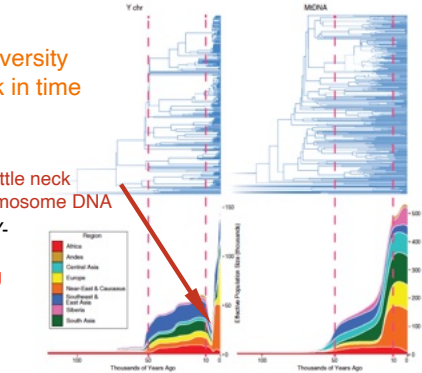 Y chr
MtDNA
versity
k in time
ttle neck
mosome DNA
Y-
Region
Africa
Andes
Central Asia
Europe
Near-East & Caucasus
Southeast &
East Asia
Siberia
South Asia
Effective Population Size (thousands)
150
100
50
0
500
400
300
200
100
0
100
50
10
0
Thousands of Years Ago
100
50
10
0
Thousands of Years Ago